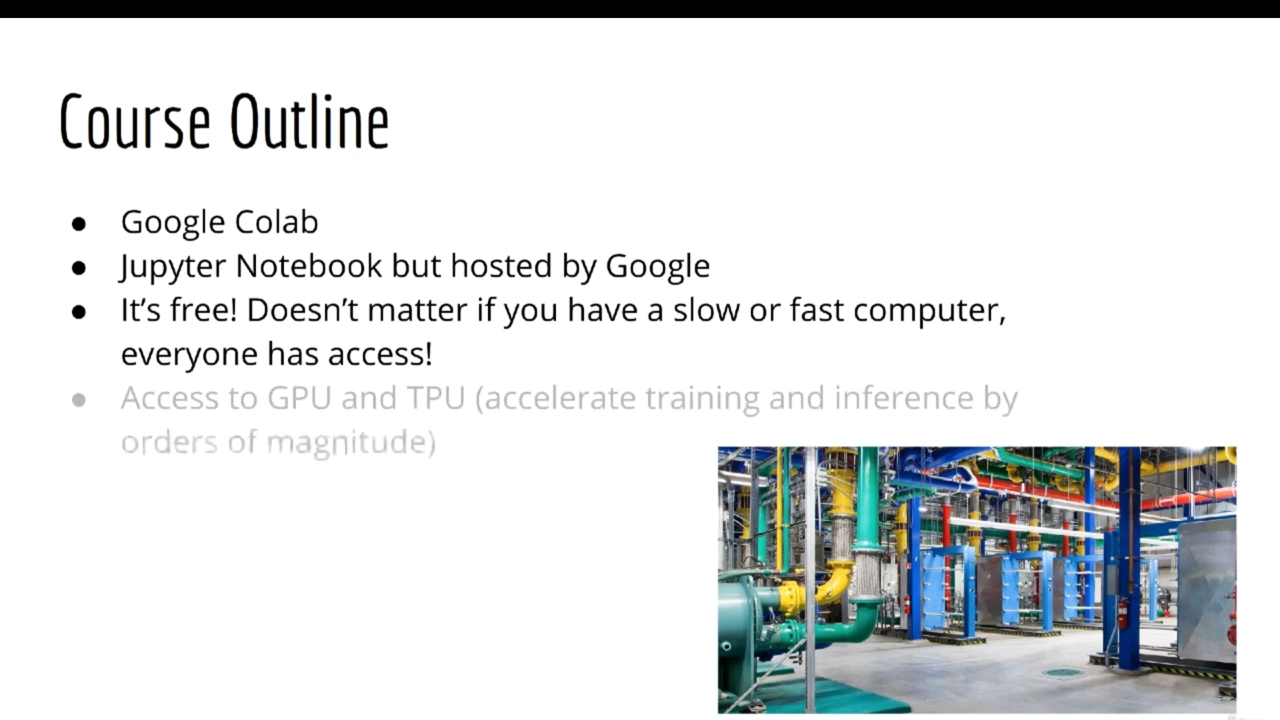 Course Outline
● Google Colab
● Jupyter Notebook but hosted by Google
● It’s free! Doesn’t matter if you have a slow or fast computer,
everyone has access!
● Access to GPU and TPU (accelerate training and inference by
orders of magnitude)